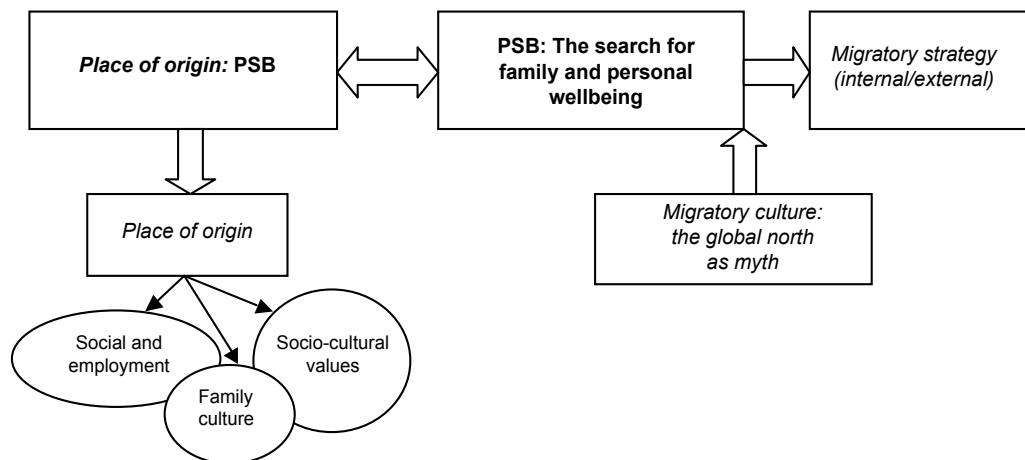 Place of origin: PSB
PSB: The search for
family and personal
wellbeing
Migratory strategy
(internal/external)
Place of origin
Migratory culture:
the global north
as myth
Social and
employment
Socio-cultural
values
Family
culture